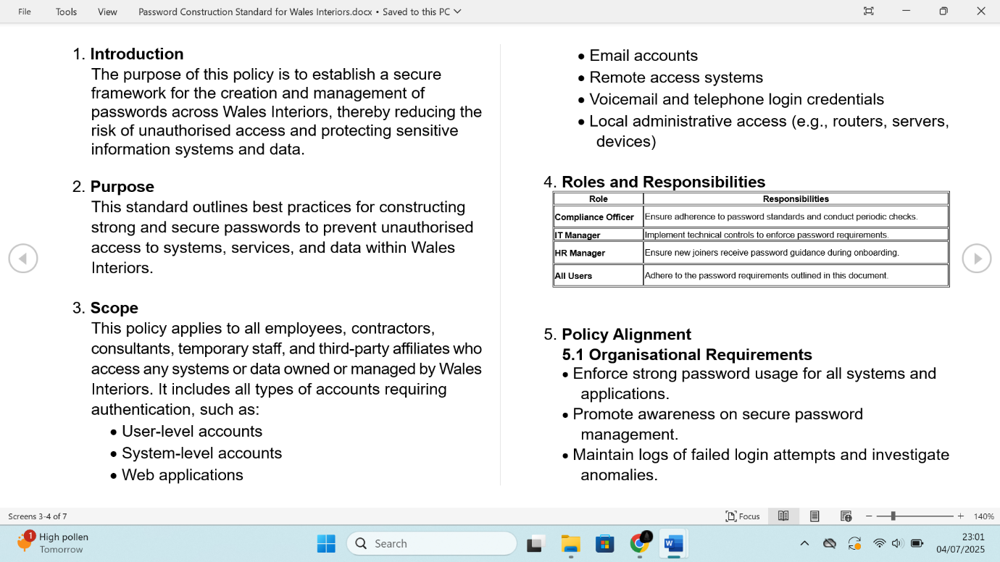 File Tools View Password Construction Standard for Wales Interiors.docx • Saved to this PC
1. Introduction
The purpose of this policy is to establish a secure
framework for the creation and management of
passwords across Wales Interiors, thereby reducing the
risk of unauthorised access and protecting sensitive
information systems and data.
2. Purpose
This standard outlines best practices for constructing
strong and secure passwords to prevent unauthorised
access to systems, services, and data within Wales
Interiors.
3. Scope
This policy applies to all employees, contractors,
consultants, temporary staff, and third-party affiliates who
access any systems or data owned or managed by Wales
Interiors. It includes all types of accounts requiring
authentication, such as:
• User-level accounts
• System-level accounts
• Web applications
• Email accounts
• Remote access systems
• Voicemail and telephone login credentials
• Local administrative access (e.g., routers, servers,
devices)
4. Roles and Responsibilities
Role Responsibilities
Compliance Officer Ensure adherence to password standards and conduct periodic checks.
IT Manager Implement technical controls to enforce password requirements.
HR Manager Ensure new joiners receive password guidance during onboarding.
All Users Adhere to the password requirements outlined in this document.
5. Policy Alignment
5.1 Organisational Requirements
• Enforce strong password usage for all systems and
applications.
• Promote awareness on secure password
management.
• Maintain logs of failed login attempts and investigate
anomalies.
Screens 3-4 of 7 Focus 140%
1 High pollen
Tomorrow
Search
23:01
04/07/2025